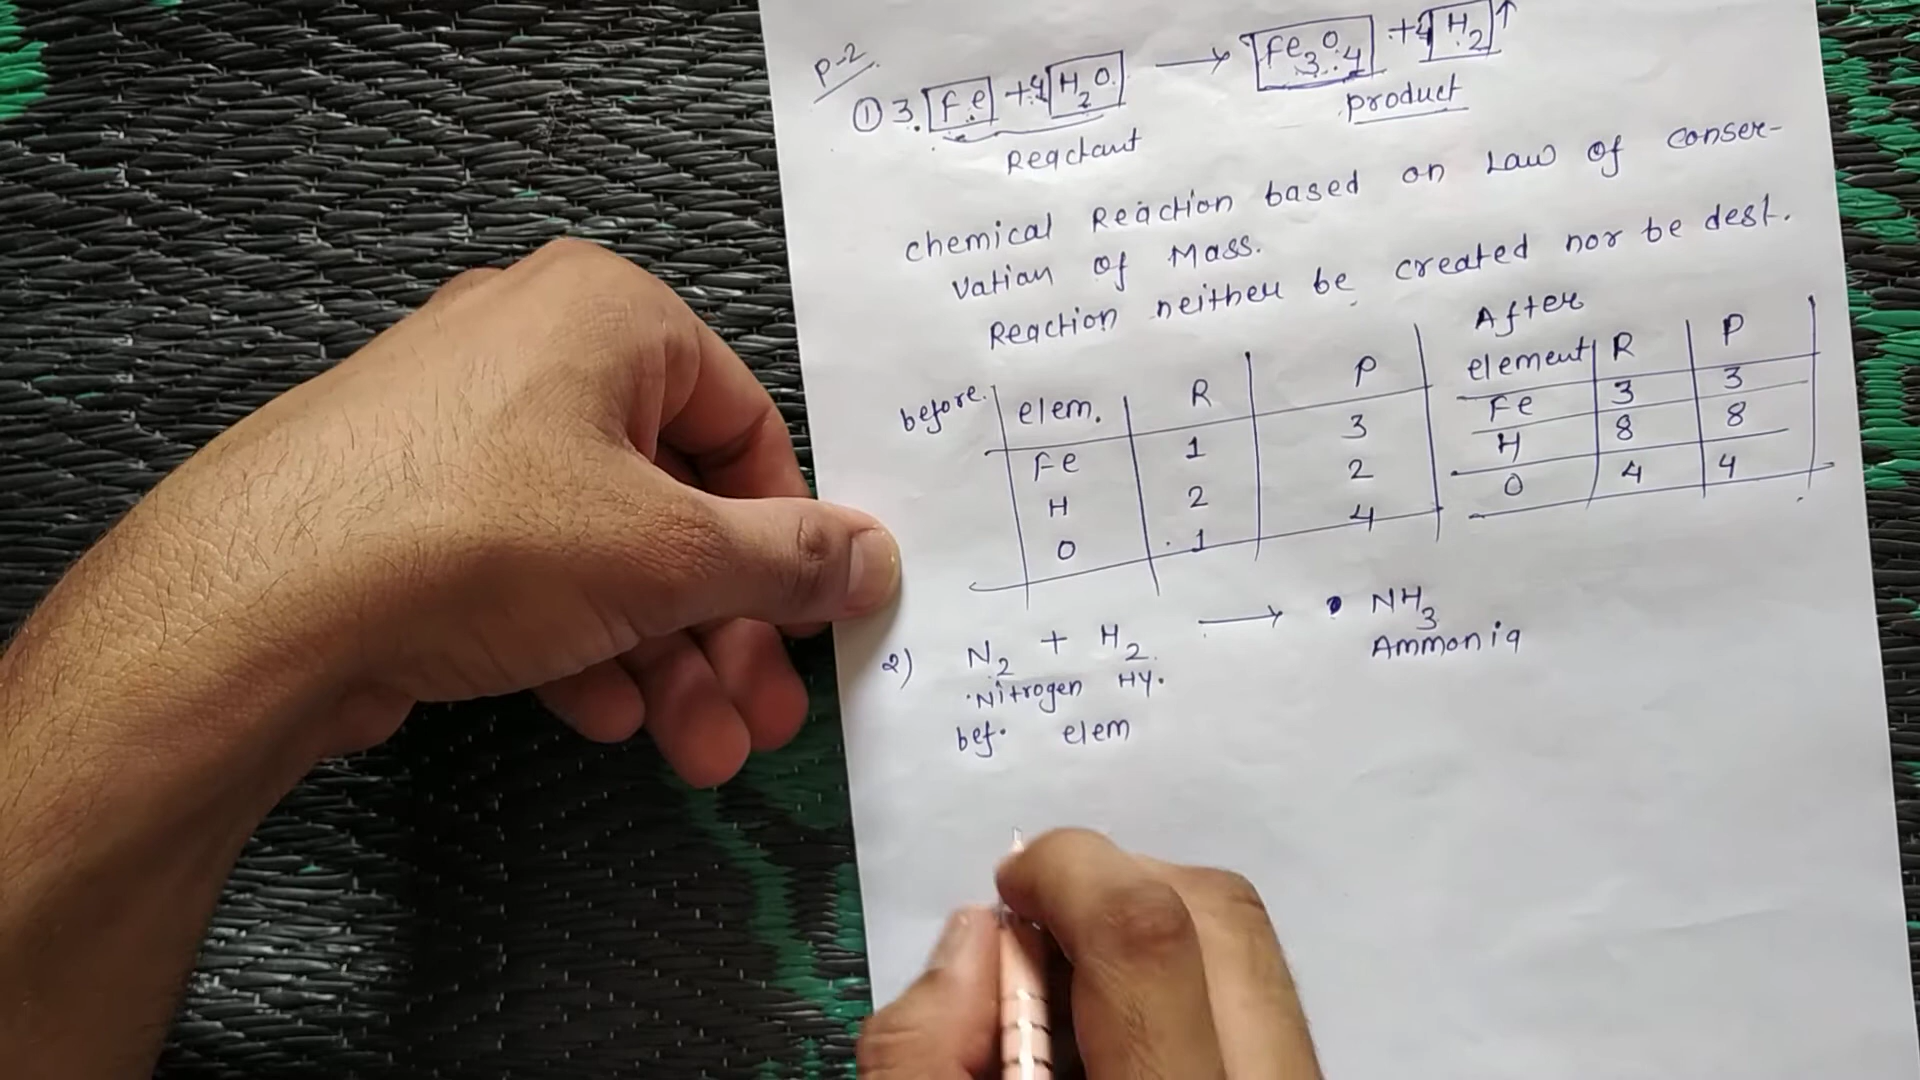 P-2
① 3 Fe + 4 H2O → Fe3O4 + 4 H2↑
Reactant product
chemical Reaction based on Law of conser-
vation of Mass.
Reaction neither be created nor be dest.
before. elem. R P
Fe 1 3
H 2 2
O 1 4
After
element R P
Fe 3 3
H 8 8
O 4 4
2) N2 + H2 → NH3
Nitrogen Hy. Ammonia
bef. elem